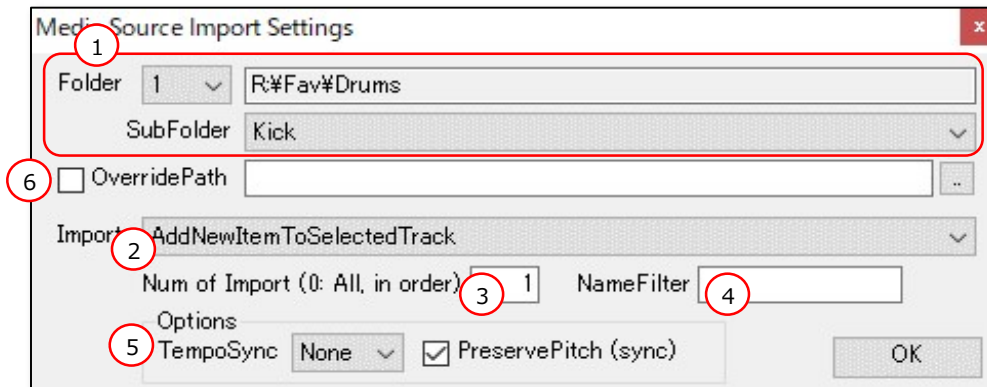 Media Source Import Settings x
1
Folder 1 R:¥Fav¥Drums
SubFolder Kick
6 OverridePath ..
Import AddNewItemToSelectedTrack
2
Num of Import (0: All, in order) 3 1 NameFilter 4
Options
5 TempoSync None PreservePitch (sync) OK